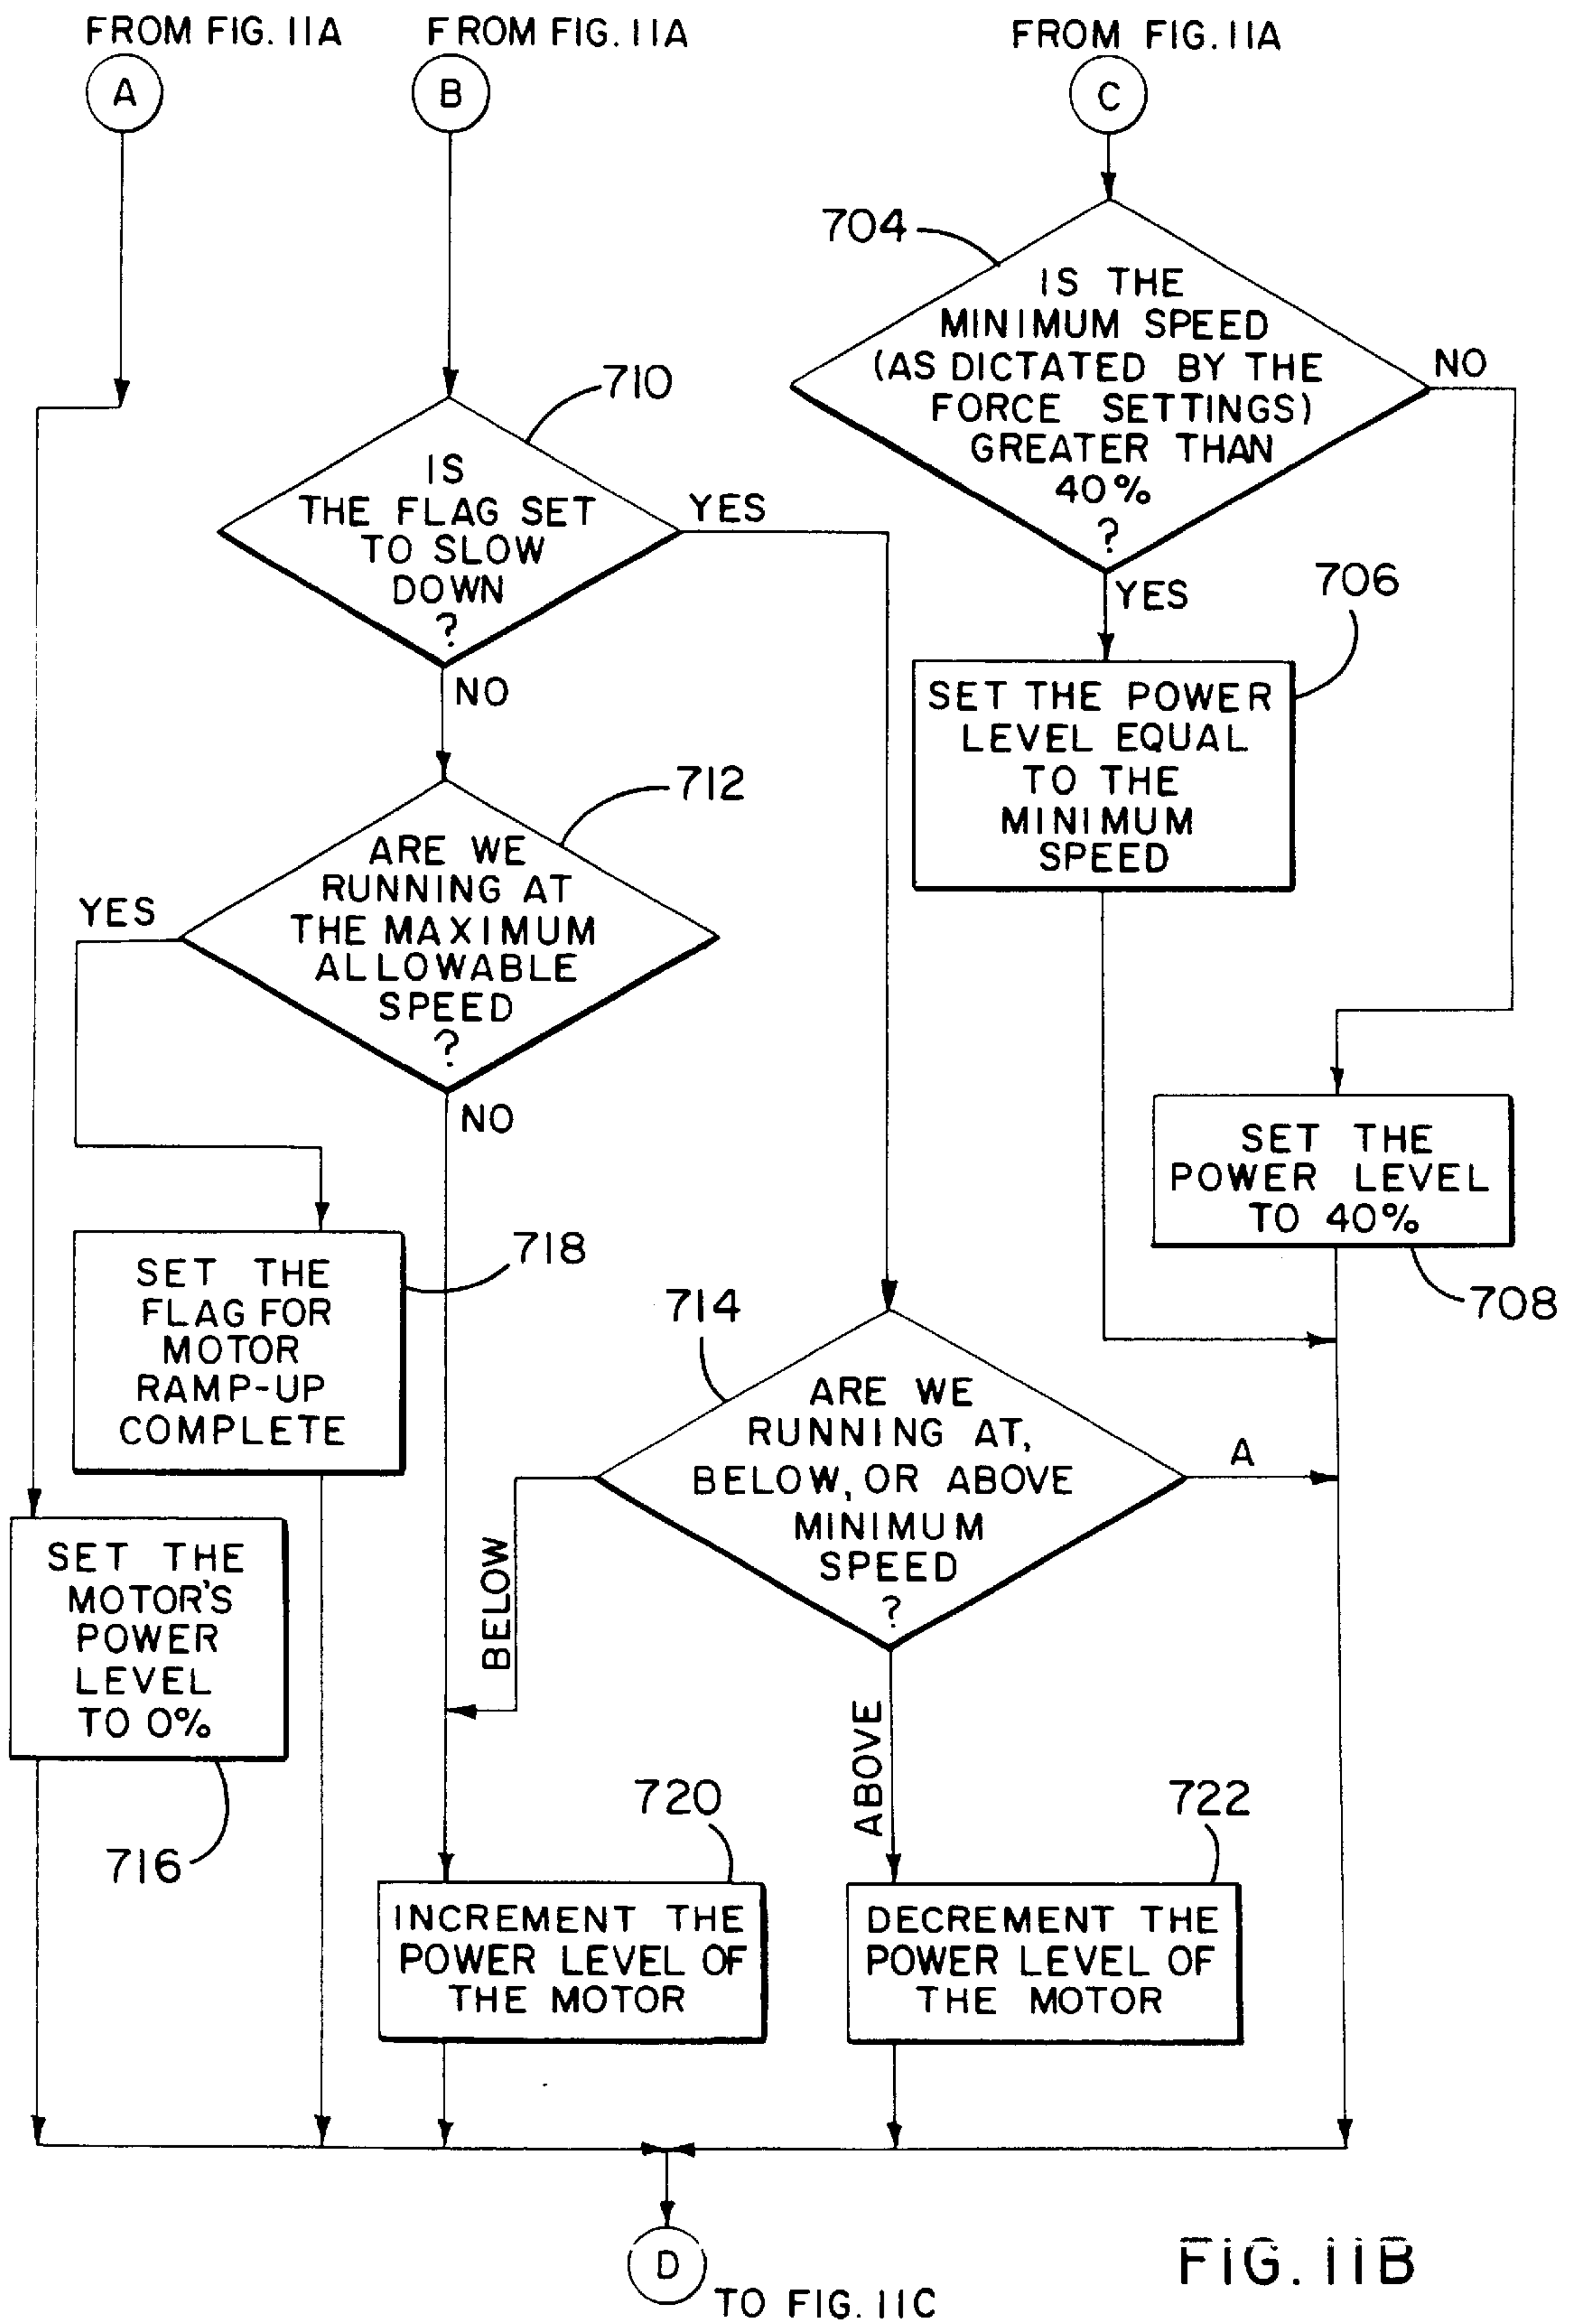 FROM FIG. 11A
FROM FIG. 11A
FROM FIG. 11A
A
B
C
704
IS THE
MINIMUM SPEED
(AS DICTATED BY THE
FORCE SETTINGS)
GREATER THAN
40%
?
NO
YES
710
IS
THE FLAG SET
TO SLOW
DOWN
?
YES
NO
706
SET THE POWER
LEVEL EQUAL
TO THE
MINIMUM
SPEED
712
ARE WE
RUNNING AT
THE MAXIMUM
ALLOWABLE
SPEED
?
YES
NO
SET THE
POWER LEVEL
TO 40%
708
718
SET THE
FLAG FOR
MOTOR
RAMP-UP
COMPLETE
714
ARE WE
RUNNING AT,
BELOW, OR ABOVE
MINIMUM
SPEED
?
A
BELOW
ABOVE
SET THE
MOTOR'S
POWER
LEVEL
TO 0%
716
720
INCREMENT THE
POWER LEVEL OF
THE MOTOR
722
DECREMENT THE
POWER LEVEL OF
THE MOTOR
D
TO FIG. 11C
FIG. 11B